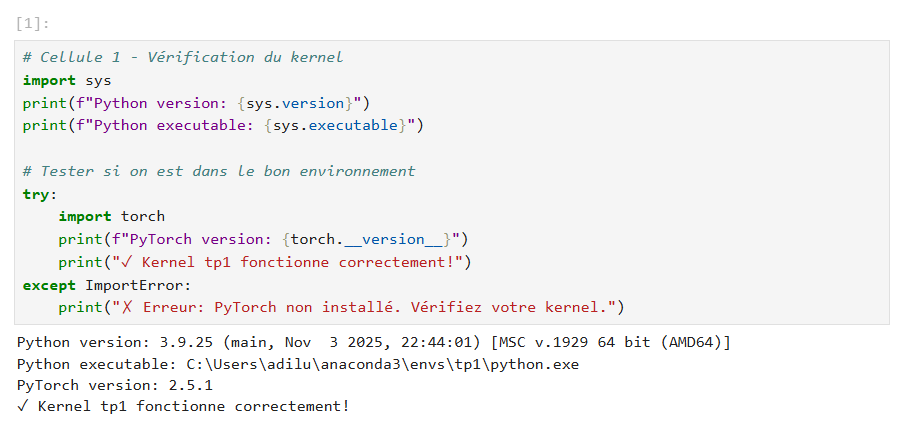 [1]:
# Cellule 1 - Vérification du kernel
import sys
print(f"Python version: {sys.version}")
print(f"Python executable: {sys.executable}")
# Tester si on est dans le bon environnement
try:
    import torch
    print(f"PyTorch version: {torch.__version__}")
    print("✓ Kernel tp1 fonctionne correctement!")
except ImportError:
    print("✗ Erreur: PyTorch non installé. Vérifiez votre kernel.")
Python version: 3.9.25 (main, Nov  3 2025, 22:44:01) [MSC v.1929 64 bit (AMD64)]
Python executable: C:\Users\adilu\anaconda3\envs\tp1\python.exe
PyTorch version: 2.5.1
✓ Kernel tp1 fonctionne correctement!